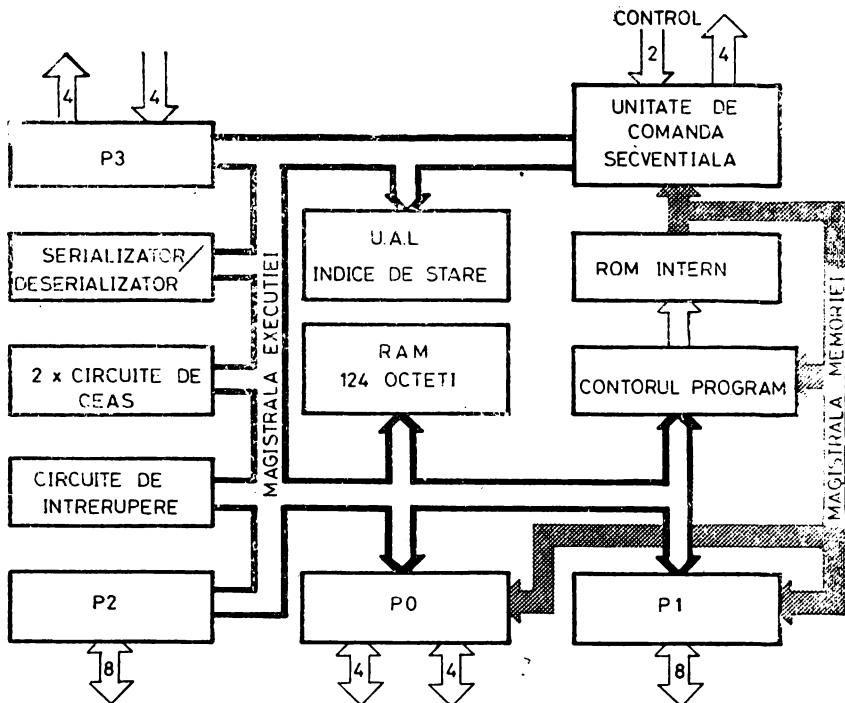 CONTROL
2
4
4
4
UNITATE DE
COMANDA
SECVENTIALA
P3
U.A.L
INDICE DE STARE
SERIALIZATOR/
DESERIALIZATOR
ROM INTERN
MAGISTRALA EXECUTIEI
MAGISTRALA MEMORIEI
RAM
124 OCTETI
2 x CIRCUITE DE
CEAS
CONTORUL PROGRAM
CIRCUITE DE
INTRERUPERE
P2
P0
P1
8
4
4
8